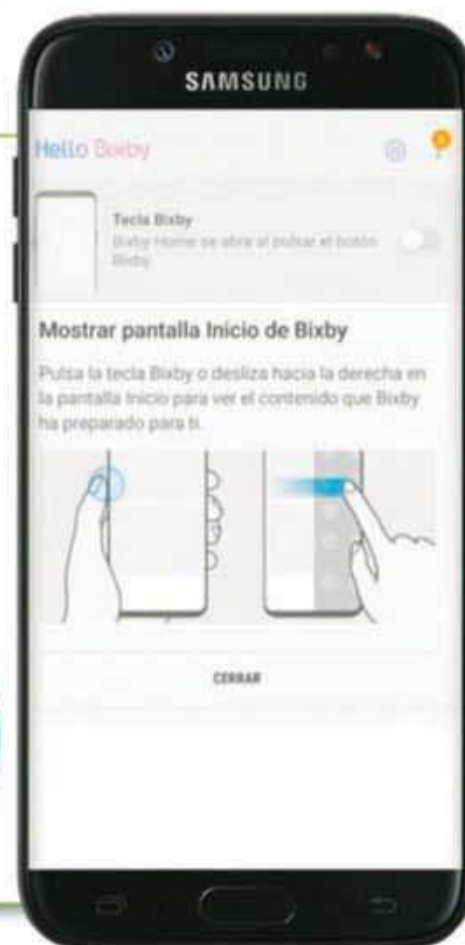 SAMSUNG
Hello Bixby
Tecla Bixby
Bixby Home se abre al pulsar el botón
Bixby
Mostrar pantalla Inicio de Bixby
Pulsa la tecla Bixby o desliza hacia la derecha en
la pantalla Inicio para ver el contenido que Bixby
ha preparado para ti.
CERRAR